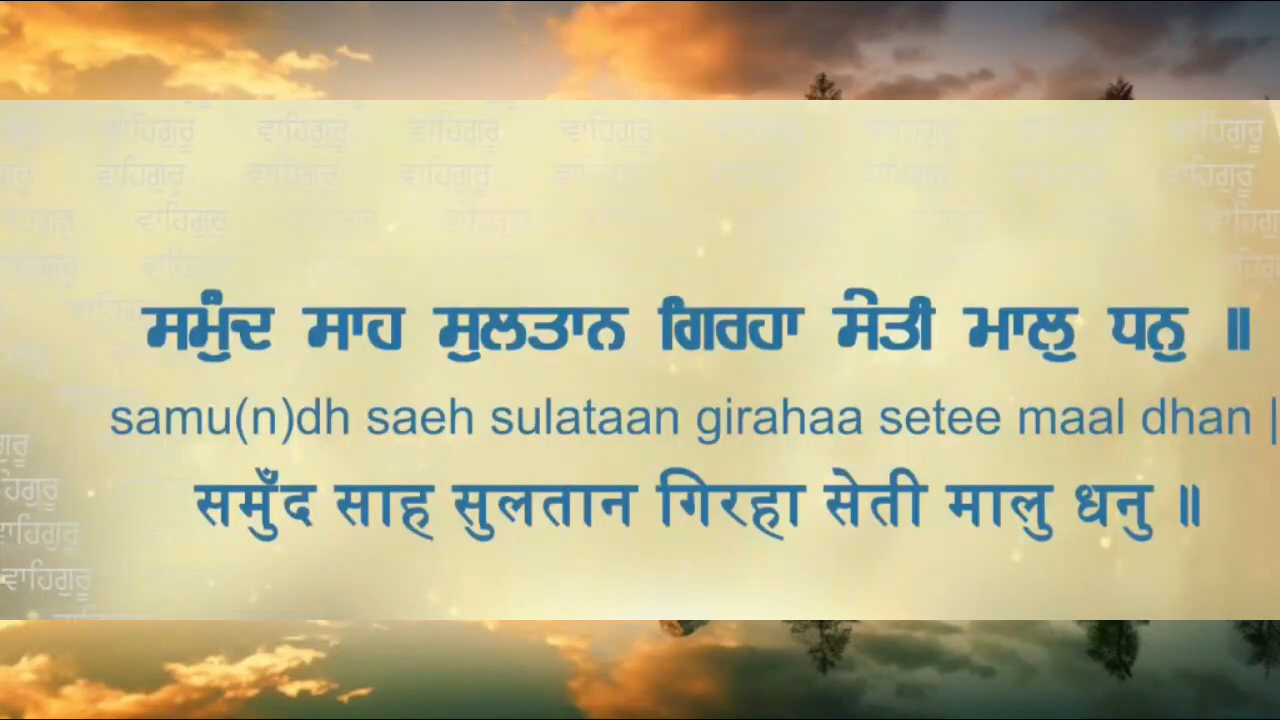 ਵਾਹਿਗੁਰੂ ਵਾਹਿਗੁਰੂ ਵਾਹਿਗੁਰੂ ਵਾਹਿਗੁਰੂ ਵਾਹਿਗੁਰੂ
ਵਾਹਿਗੁਰੂ ਵਾਹਿਗੁਰੂ ਵਾਹਿਗੁਰੂ ਵਾਹਿਗੁਰੂ
ਵਾਹਿਗੁਰੂ ਵਾਹਿਗੁਰੂ
ਸਮੁੰਦ ਸਾਹ ਸੁਲਤਾਨ ਗਿਰਹਾ ਸੇਤੀ ਮਾਲੁ ਧਨੁ ॥
samu(n)dh saeh sulataan girahaa setee maal dhan |
समुँद साह सुलतान गिरहा सेती मालु धनु ॥
ਵਾਹਿਗੁਰੂ